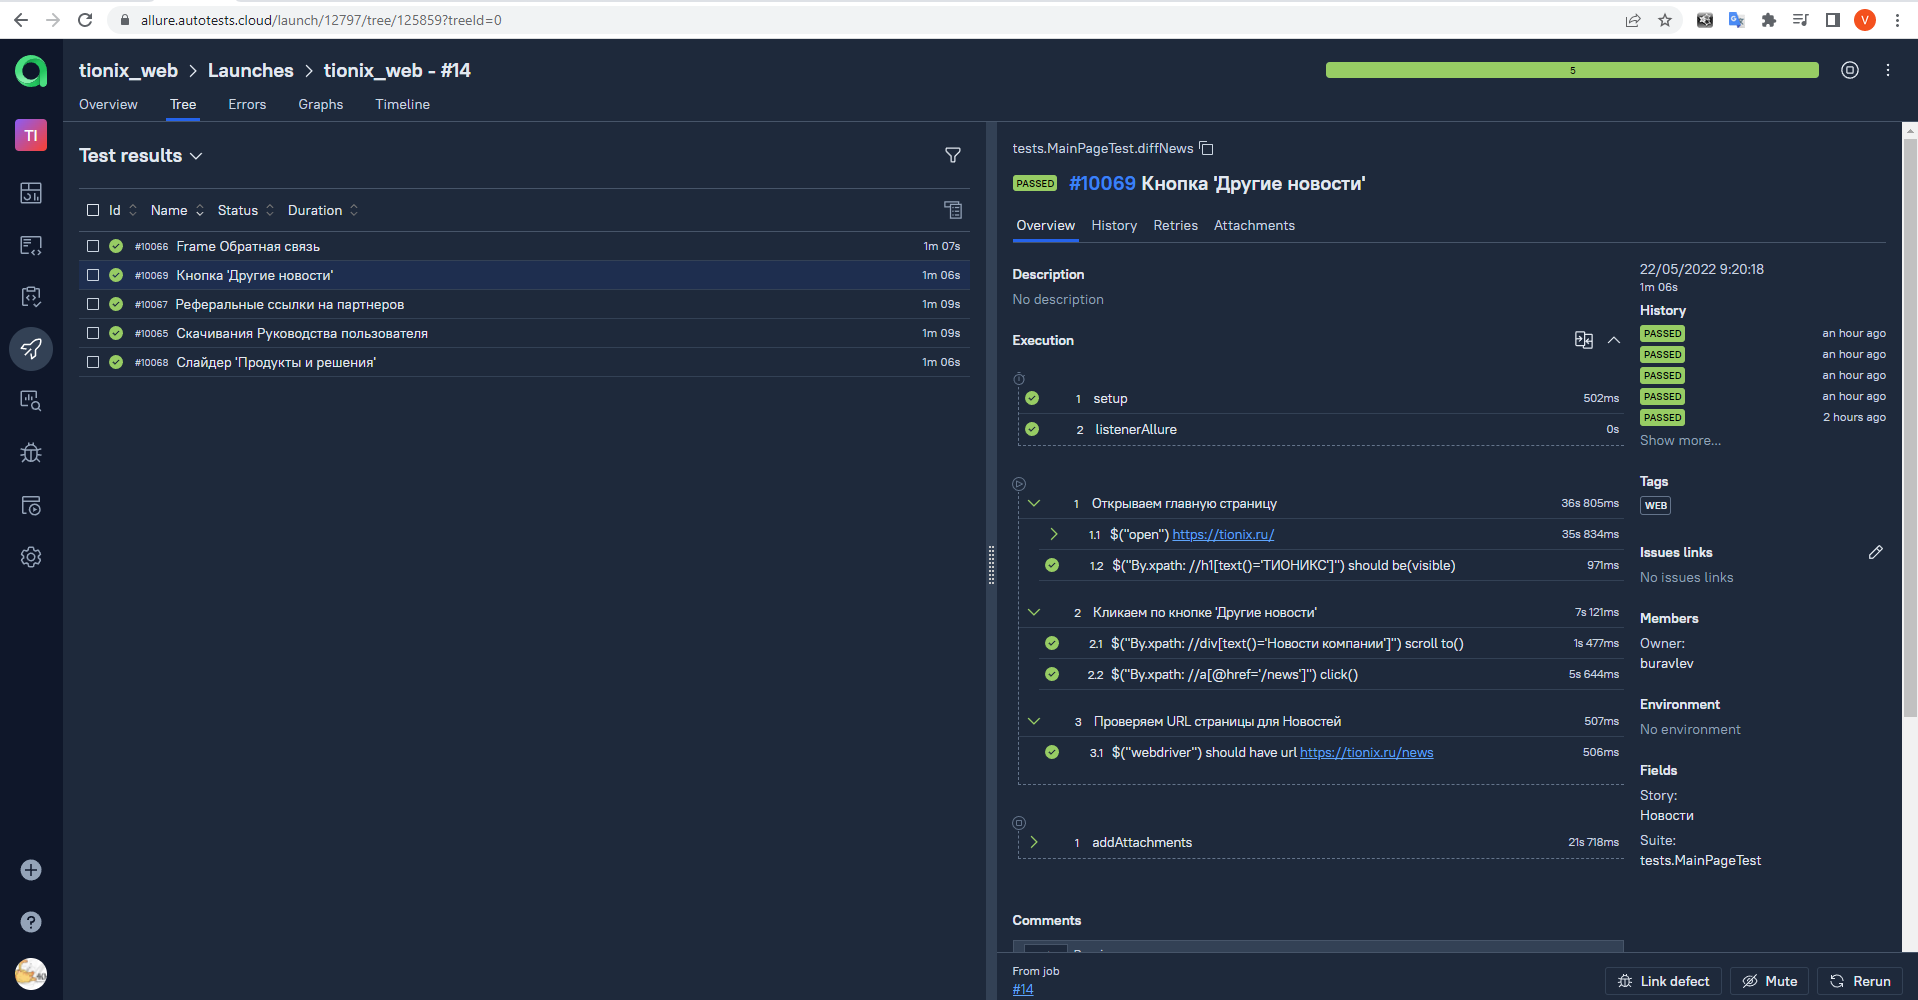 allure.autotests.cloud/launch/12797/tree/125859?treeId=0
V
tionix_web > Launches > tionix_web - #14
5
Overview Tree Errors Graphs Timeline
TI
Test results
Id Name Status Duration
#10066 Frame Обратная связь 1m 07s
#10069 Кнопка 'Другие новости' 1m 06s
#10067 Реферальные ссылки на партнеров 1m 09s
#10065 Скачивания Руководства пользователя 1m 09s
#10068 Слайдер 'Продукты и решения' 1m 06s
tests.MainPageTest.diffNews
PASSED #10069 Кнопка 'Другие новости'
Overview History Retries Attachments
Description
No description
Execution
1 setup 502ms
2 listenerAllure 0s
1 Открываем главную страницу 36s 805ms
1.1 $("open") https://tionix.ru/ 35s 834ms
1.2 $("By.xpath: //h1[text()='ТИОНИКС']") should be(visible) 971ms
2 Кликаем по кнопке 'Другие новости' 7s 121ms
2.1 $("By.xpath: //div[text()='Новости компании']") scroll to() 1s 477ms
2.2 $("By.xpath: //a[@href='/news']") click() 5s 644ms
3 Проверяем URL страницы для Новостей 507ms
3.1 $("webdriver") should have url https://tionix.ru/news 506ms
1 addAttachments 21s 718ms
Comments
22/05/2022 9:20:18
1m 06s
History
PASSED an hour ago
PASSED an hour ago
PASSED an hour ago
PASSED an hour ago
PASSED 2 hours ago
Show more...
Tags
WEB
Issues links
No issues links
Members
Owner:
buravlev
Environment
No environment
Fields
Story:
Новости
Suite:
tests.MainPageTest
From job
#14
Link defect Mute Rerun